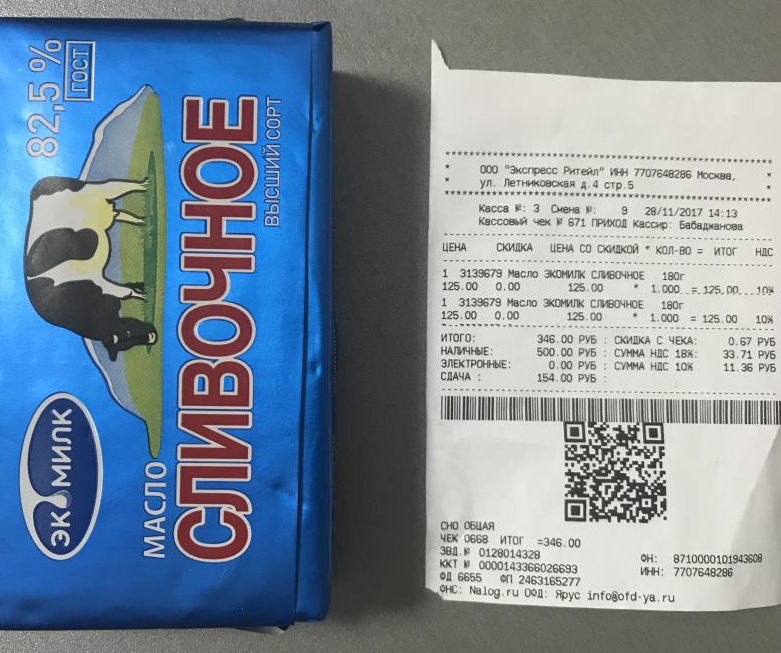 82,5%
ГОСТ
ЭКОМИЛК
МАСЛО
СЛИВОЧНОЕ
ВЫСШИЙ СОРТ
************************************************
* ООО "Экспресс Ритейл" ИНН 7707648286 Москва, *
* ул. Летниковская д.4 стр.5 *
************************************************
Касса №: 3 Смена №: 9 28/11/2017 14:13
Кассовый чек № 671 ПРИХОД Кассир: Бабаджанова
ЦЕНА СКИДКА ЦЕНА СО СКИДКОЙ * КОЛ-ВО = ИТОГ НДС
1 3139679 Масло ЭКОМИЛК СЛИВОЧНОЕ 180г
125.00 0.00 125.00 * 1.000 = 125.00 10%
1 3139679 Масло ЭКОМИЛК СЛИВОЧНОЕ 180г
125.00 0.00 125.00 * 1.000 = 125.00 10%
ИТОГО: 346.00 РУБ : СКИДКА С ЧЕКА: 0.67 РУБ
НАЛИЧНЫЕ: 500.00 РУБ : СУММА НДС 18%: 33.71 РУБ
ЭЛЕКТРОННЫЕ: 0.00 РУБ : СУММА НДС 10% 11.36 РУБ
СДАЧА : 154.00 РУБ :
СНО ОБЩАЯ
ЧЕК 0668 ИТОГ =346.00
ЗВД.№ 0128014328 ФН: 8710000101943608
ККТ № 0000143366026693 ИНН: 7707648286
ФД 6655 ФП 2463165277
ФНС: Nalog.ru ОФД: Ярус info@ofd-ya.ru